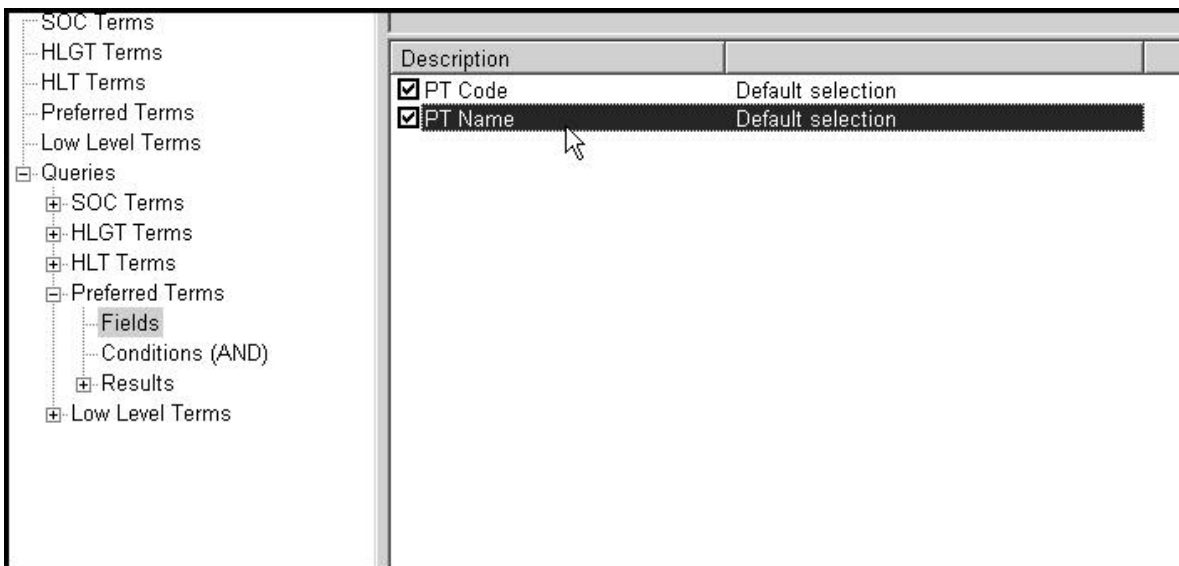 SOC Terms
HLGT Terms
HLT Terms
Preferred Terms
Low Level Terms
Queries
SOC Terms
HLGT Terms
HLT Terms
Preferred Terms
Fields
Conditions (AND)
Results
Low Level Terms
Description
PT Code Default selection
PT Name Default selection